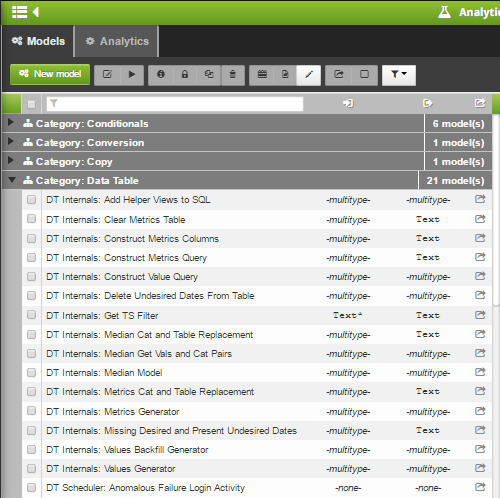 Analytic
Models Analytics
New model
Category: Conditionals 6 model(s)
Category: Conversion 1 model(s)
Category: Copy 1 model(s)
Category: Data Table 21 model(s)
DT Internals: Add Helper Views to SQL -multitype- -multitype-
DT Internals: Clear Metrics Table -multitype- Text
DT Internals: Construct Metrics Columns -multitype- Text
DT Internals: Construct Metrics Query -multitype- Text
DT Internals: Construct Value Query -multitype- -multitype-
DT Internals: Delete Undesired Dates From Table -multitype- -multitype-
DT Internals: Get TS Filter Text* Text
DT Internals: Median Cat and Table Replacement -multitype- Text
DT Internals: Median Get Vals and Cat Pairs -multitype- -multitype-
DT Internals: Median Model -multitype- -multitype-
DT Internals: Metrics Cat and Table Replacement -multitype- Text
DT Internals: Metrics Generator -multitype- -multitype-
DT Internals: Missing Desired and Present Undesired Dates -multitype- Text
DT Internals: Values Backfill Generator -multitype- -multitype-
DT Internals: Values Generator -multitype- -multitype-
DT Scheduler: Anomalous Failure Login Activity -none- -none-